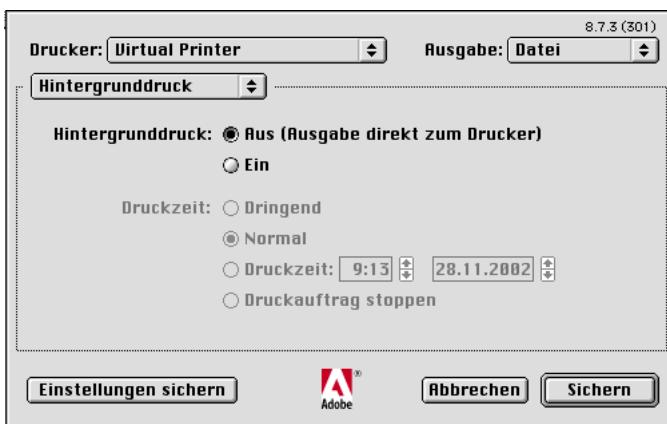 8.7.3 (301)
Drucker: Virtual Printer Ausgabe: Datei
Hintergrunddruck
Hintergrunddruck: Aus (Ausgabe direkt zum Drucker)
Ein
Druckzeit: Dringend
Normal
Druckzeit: 9:13 28.11.2002
Druckauftrag stoppen
Einstellungen sichern Adobe® Abbrechen Sichern